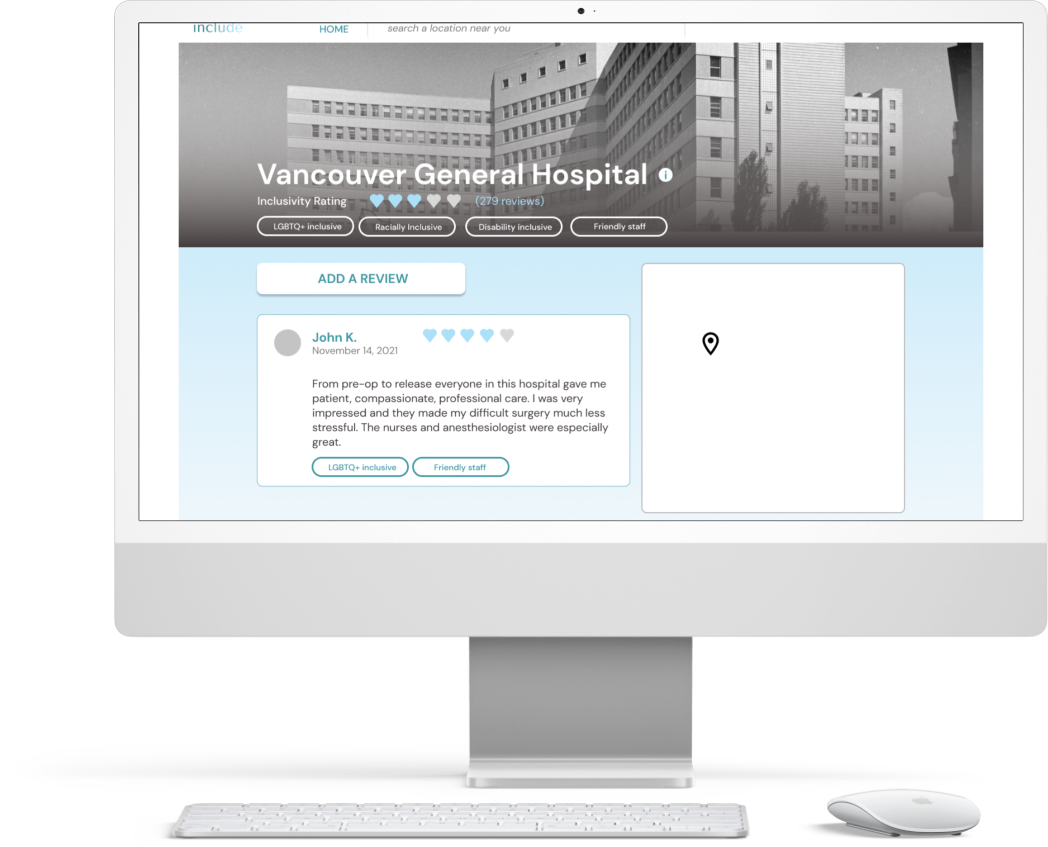 include
HOME
search a location near you
Vancouver General Hospital
Inclusivity Rating (279 reviews)
LGBTQ+ inclusive Racially Inclusive Disability inclusive Friendly staff
ADD A REVIEW
John K.
November 14, 2021
From pre-op to release everyone in this hospital gave me
patient, compassionate, professional care. I was very
impressed and they made my difficult surgery much less
stressful. The nurses and anesthesiologist were especially
great.
LGBTQ+ inclusive Friendly staff